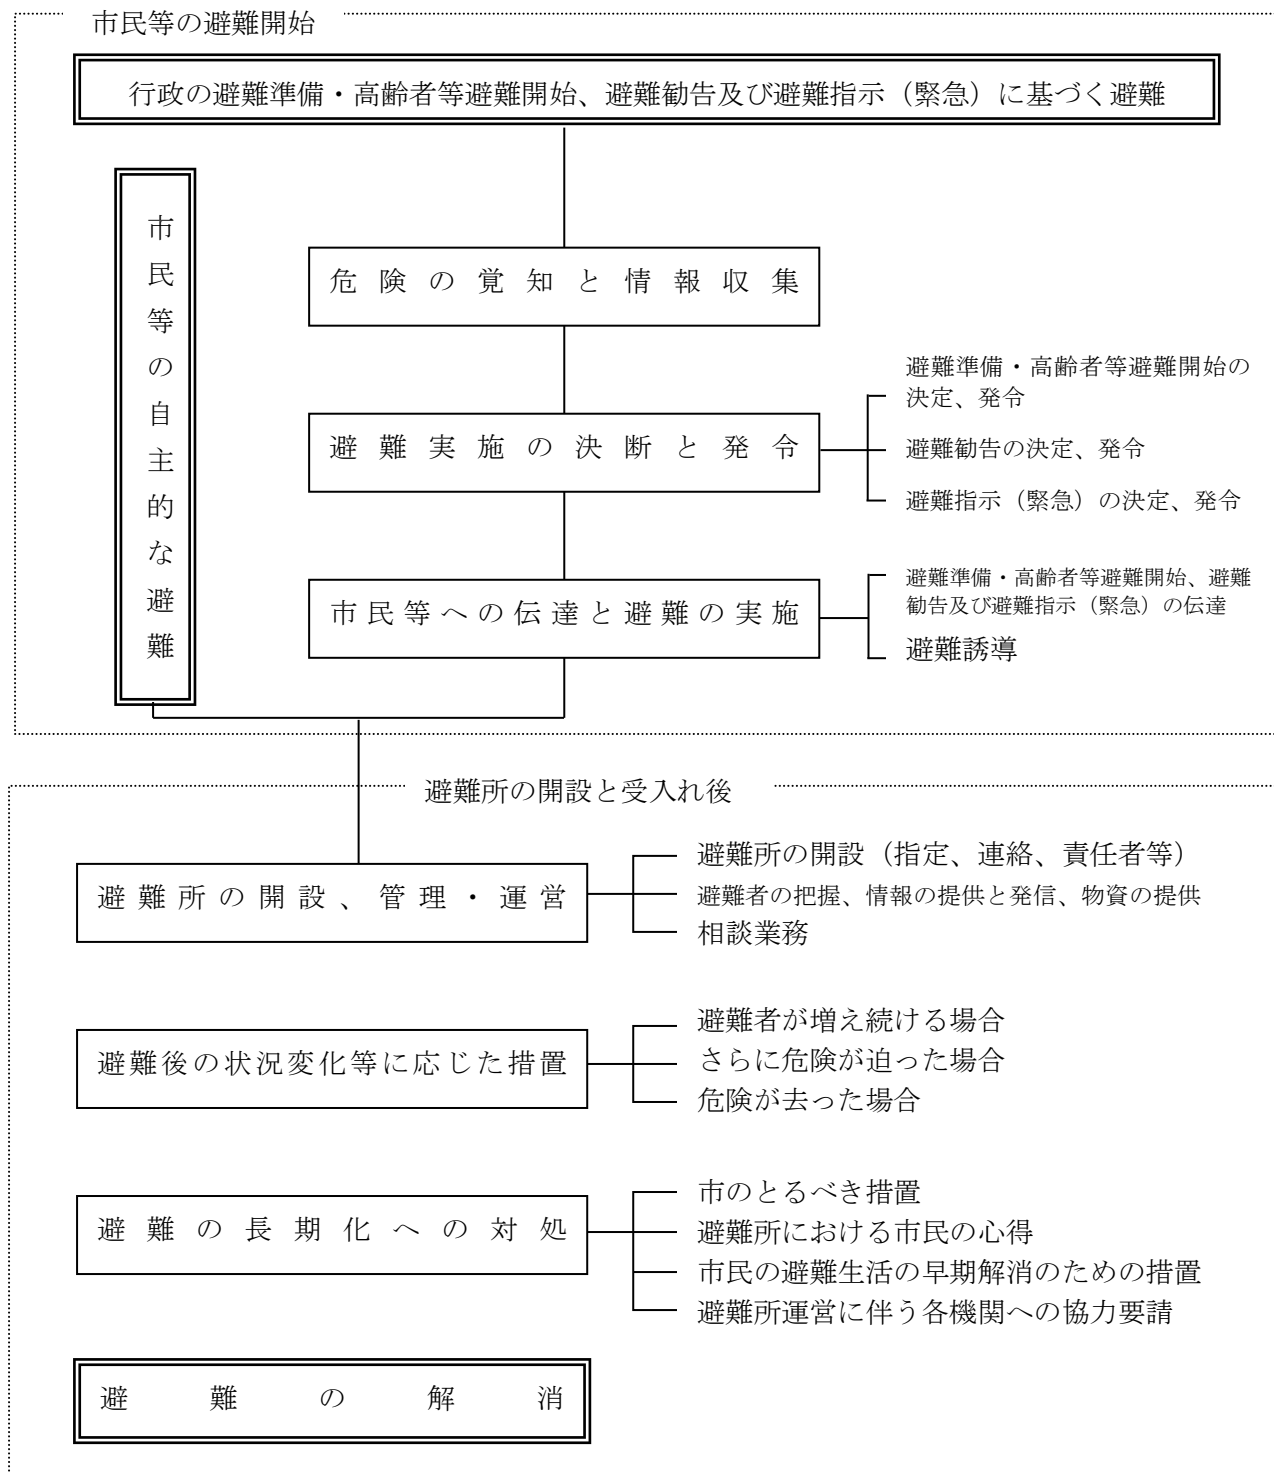 市民等の避難開始
行政の避難準備・高齢者等避難開始、避難勧告及び避難指示(緊急)に基づく避難
市民等の自主的な避難
危険の覚知と情報収集
避難実施の決断と発令
避難準備・高齢者等避難開始の
決定、発令
避難勧告の決定、発令
避難指示(緊急)の決定、発令
市民等への伝達と避難の実施
避難準備・高齢者等避難開始、避難
勧告及び避難指示(緊急)の伝達
避難誘導
避難所の開設と受入れ後
避難所の開設、管理・運営
避難所の開設(指定、連絡、責任者等)
避難者の把握、情報の提供と発信、物資の提供
相談業務
避難後の状況変化等に応じた措置
避難者が増え続ける場合
さらに危険が迫った場合
危険が去った場合
避難の長期化への対処
市のとるべき措置
避難所における市民の心得
市民の避難生活の早期解消のための措置
避難所運営に伴う各機関への協力要請
避難の解消